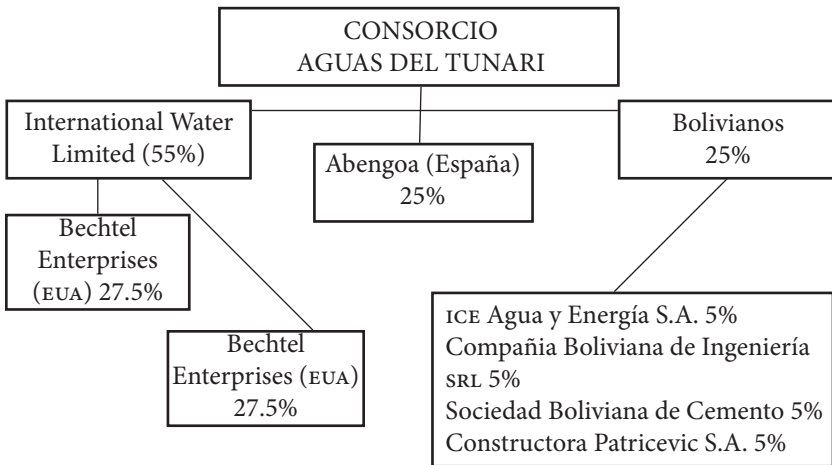 CONSORCIO
AGUAS DEL TUNARI
International Water
Limited (55%)
Abengoa (España)
25%
Bolivianos
25%
Bechtel
Enterprises
(EUA) 27.5%
Bechtel
Enterprises (EUA)
27.5%
ICE Agua y Energía S.A. 5%
Compañia Boliviana de Ingeniería
SRL 5%
Sociedad Boliviana de Cemento 5%
Constructora Patricevic S.A. 5%